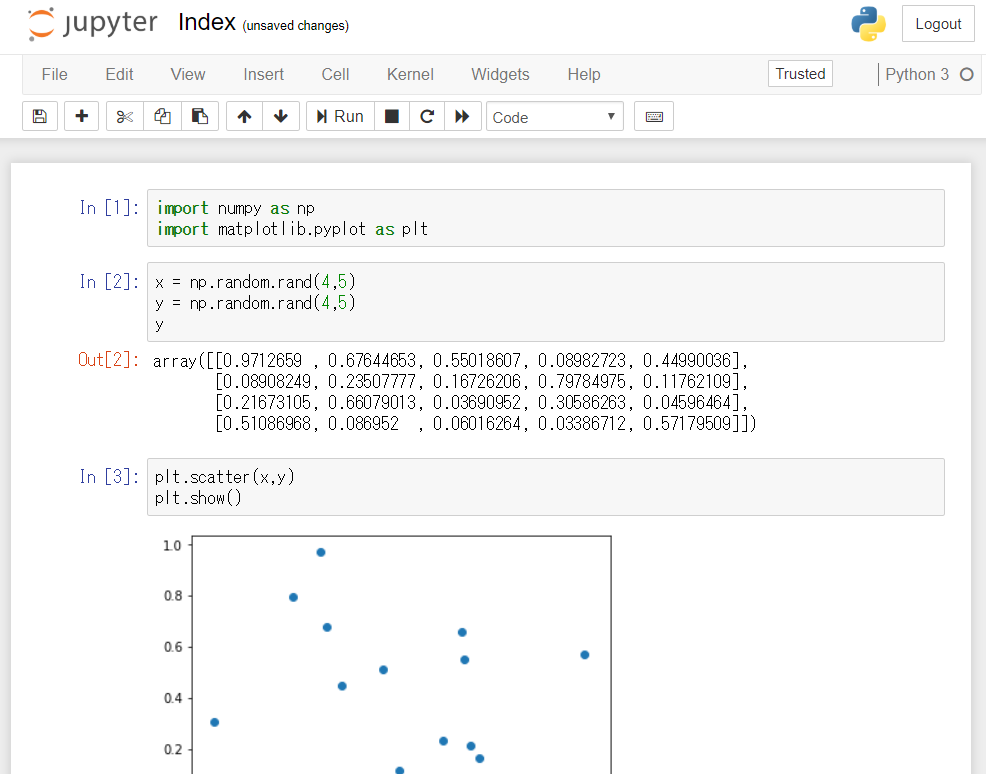 jupyter Index (unsaved changes) Logout
File Edit View Insert Cell Kernel Widgets Help Trusted Python 3
Run Code
In [1]: import numpy as np
import matplotlib.pyplot as plt
In [2]: x = np.random.rand(4,5)
y = np.random.rand(4,5)
y
Out[2]: array([[0.9712659 , 0.67644653, 0.55018607, 0.08982723, 0.44990036],
[0.08908249, 0.23507777, 0.16726206, 0.79784975, 0.11762109],
[0.21673105, 0.66079013, 0.03690952, 0.30586263, 0.04596464],
[0.51086968, 0.086952  , 0.06016264, 0.03386712, 0.57179509]])
In [3]: plt.scatter(x,y)
plt.show()
1.0
0.8
0.6
0.4
0.2